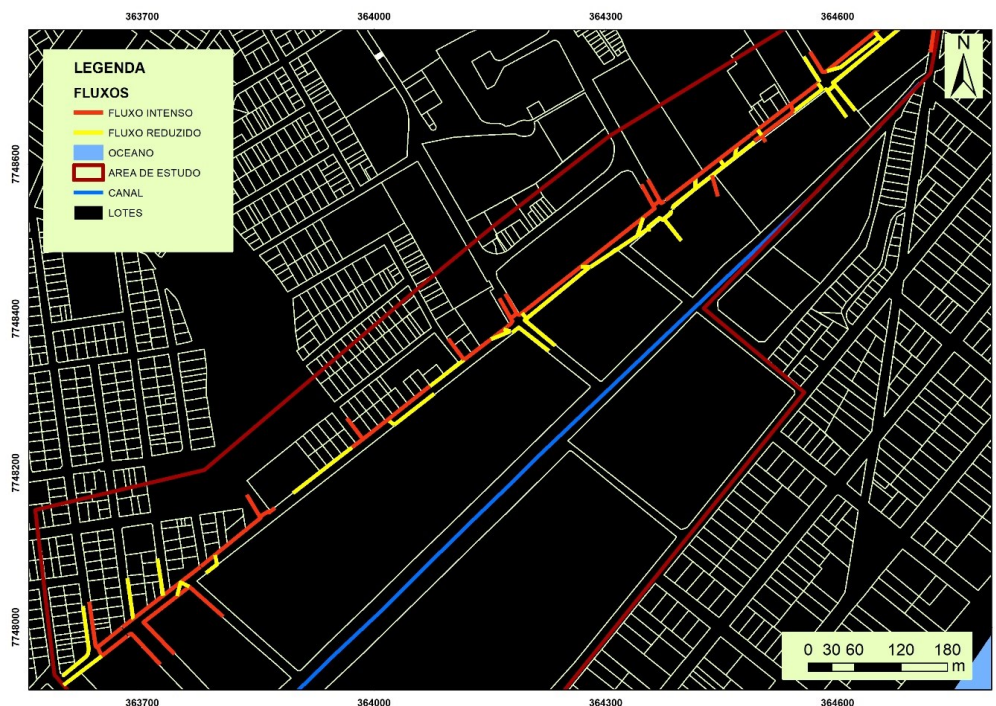 363700 364000 364300 364600
LEGENDA
FLUXOS
FLUXO INTENSO
FLUXO REDUZIDO
OCEANO
AREA DE ESTUDO
CANAL
LOTES
N
7748600
7748400
7748200
7748000
0 30 60 120 180
m
363700 364000 364300 364600